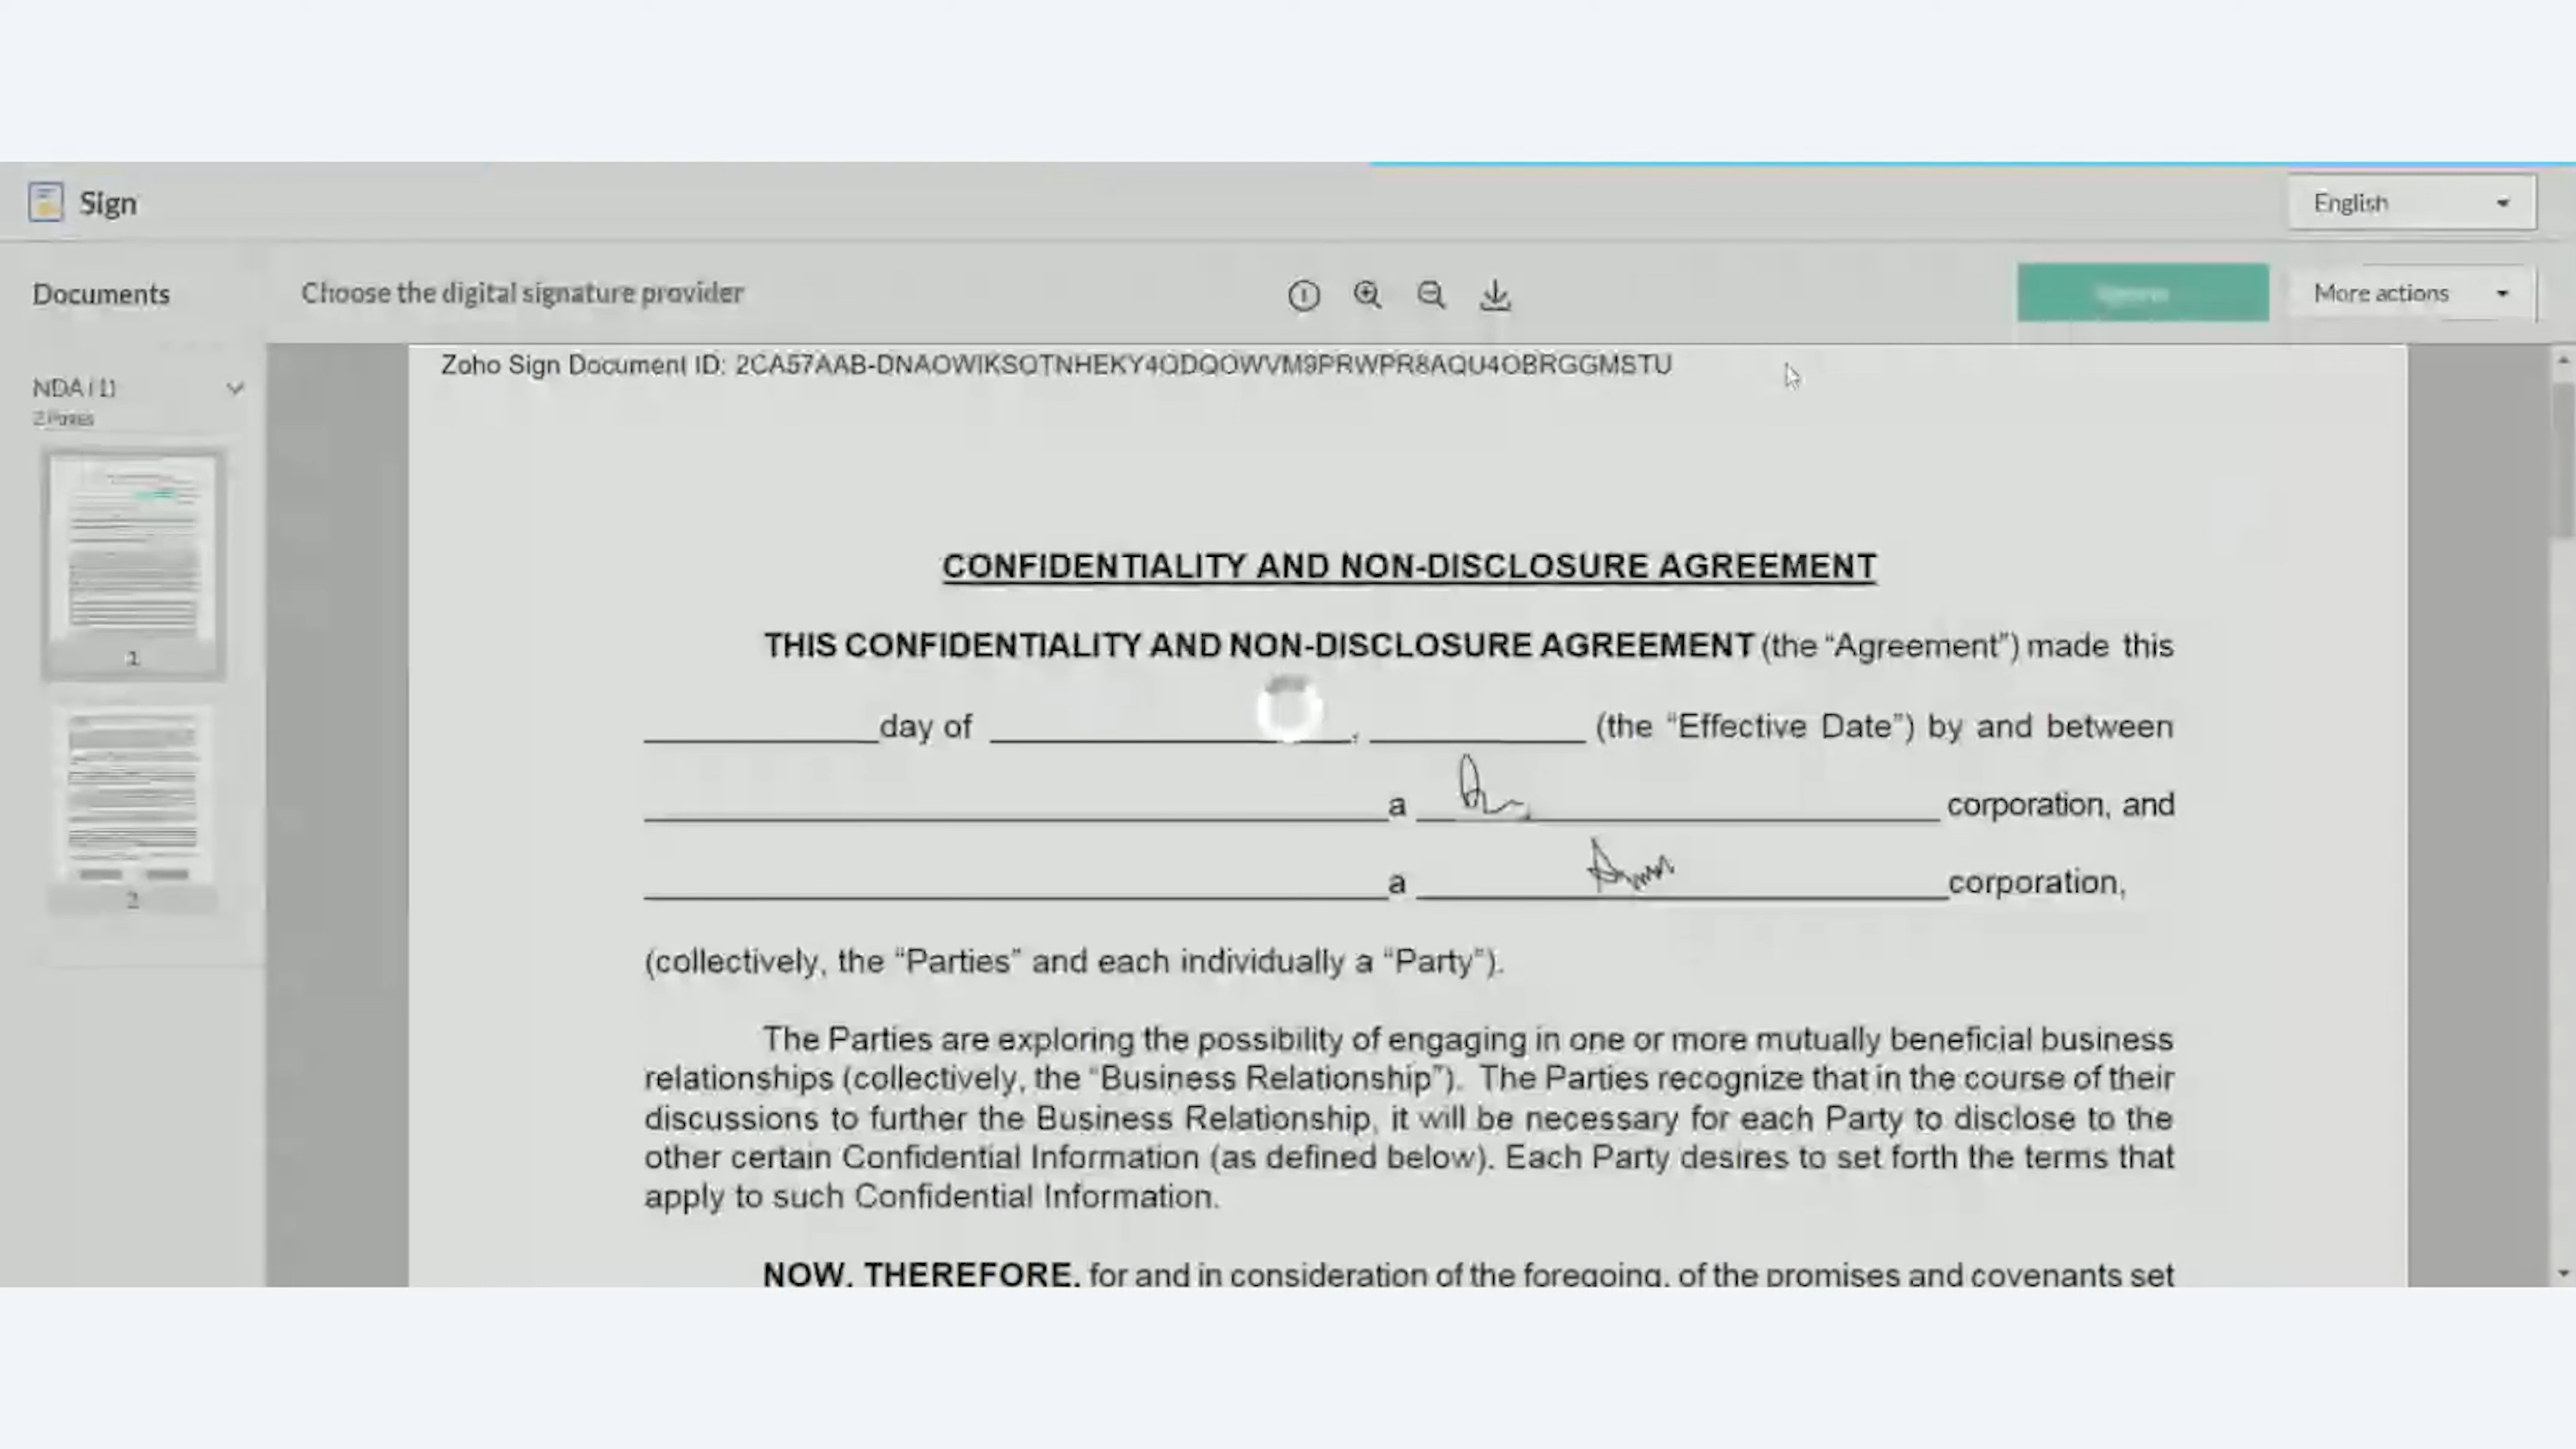 Sign
English
Documents
Choose the digital signature provider
More actions
NDA (1)
2 Pages
1
2
Zoho Sign Document ID: 2CA57AAB-DNAOWIKSOTNHEKY4ODQOWVM9PRWPR8AQU4OBRGGMSTU
CONFIDENTIALITY AND NON-DISCLOSURE AGREEMENT
THIS CONFIDENTIALITY AND NON-DISCLOSURE AGREEMENT (the “Agreement”) made this
day of , (the “Effective Date”) by and between
a corporation, and
a corporation,
(collectively, the “Parties” and each individually a “Party”).
The Parties are exploring the possibility of engaging in one or more mutually beneficial business
relationships (collectively, the “Business Relationship”). The Parties recognize that in the course of their
discussions to further the Business Relationship, it will be necessary for each Party to disclose to the
other certain Confidential Information (as defined below). Each Party desires to set forth the terms that
apply to such Confidential Information.
NOW, THEREFORE, for and in consideration of the foregoing, of the promises and covenants set